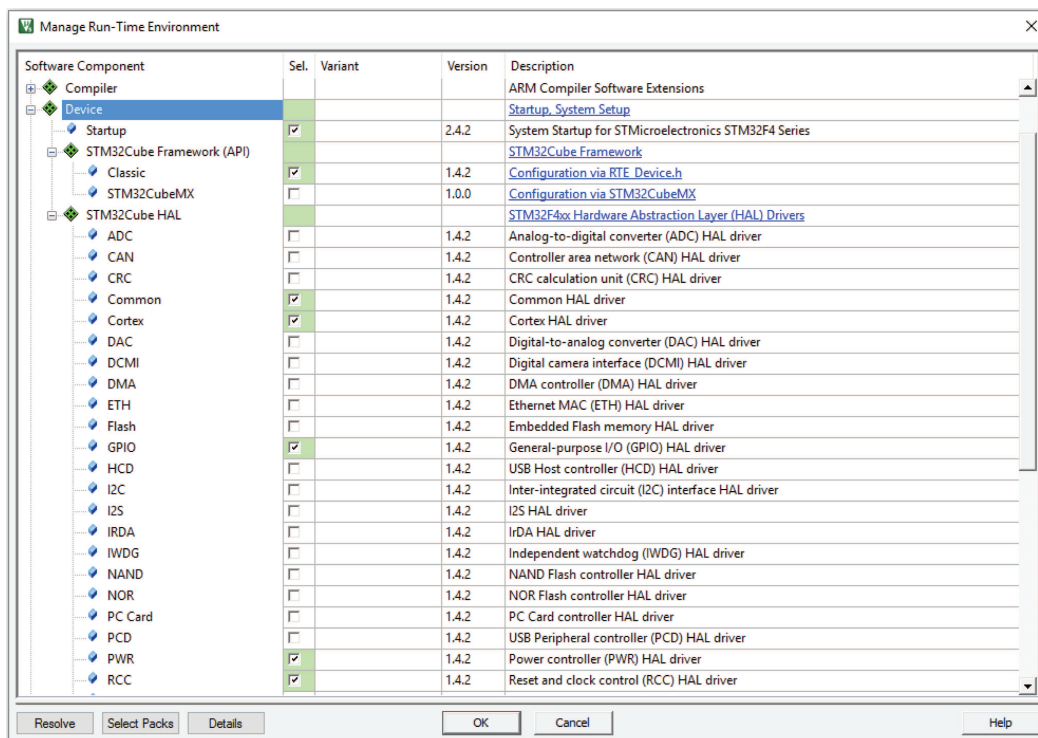 Manage Run-Time Environment
Software Component Sel. Variant Version Description
Compiler ARM Compiler Software Extensions
Device Startup, System Setup
Startup 2.4.2 System Startup for STMicroelectronics STM32F4 Series
STM32Cube Framework (API) STM32Cube Framework
Classic 1.4.2 Configuration via RTE_Device.h
STM32CubeMX 1.0.0 Configuration via STM32CubeMX
STM32Cube HAL STM32F4xx Hardware Abstraction Layer (HAL) Drivers
ADC 1.4.2 Analog-to-digital converter (ADC) HAL driver
CAN 1.4.2 Controller area network (CAN) HAL driver
CRC 1.4.2 CRC calculation unit (CRC) HAL driver
Common 1.4.2 Common HAL driver
Cortex 1.4.2 Cortex HAL driver
DAC 1.4.2 Digital-to-analog converter (DAC) HAL driver
DCMI 1.4.2 Digital camera interface (DCMI) HAL driver
DMA 1.4.2 DMA controller (DMA) HAL driver
ETH 1.4.2 Ethernet MAC (ETH) HAL driver
Flash 1.4.2 Embedded Flash memory HAL driver
GPIO 1.4.2 General-purpose I/O (GPIO) HAL driver
HCD 1.4.2 USB Host controller (HCD) HAL driver
I2C 1.4.2 Inter-integrated circuit (I2C) interface HAL driver
I2S 1.4.2 I2S HAL driver
IRDA 1.4.2 IrDA HAL driver
IWDG 1.4.2 Independent watchdog (IWDG) HAL driver
NAND 1.4.2 NAND Flash controller HAL driver
NOR 1.4.2 NOR Flash controller HAL driver
PC Card 1.4.2 PC Card controller HAL driver
PCD 1.4.2 USB Peripheral controller (PCD) HAL driver
PWR 1.4.2 Power controller (PWR) HAL driver
RCC 1.4.2 Reset and clock control (RCC) HAL driver
Resolve Select Packs Details OK Cancel Help